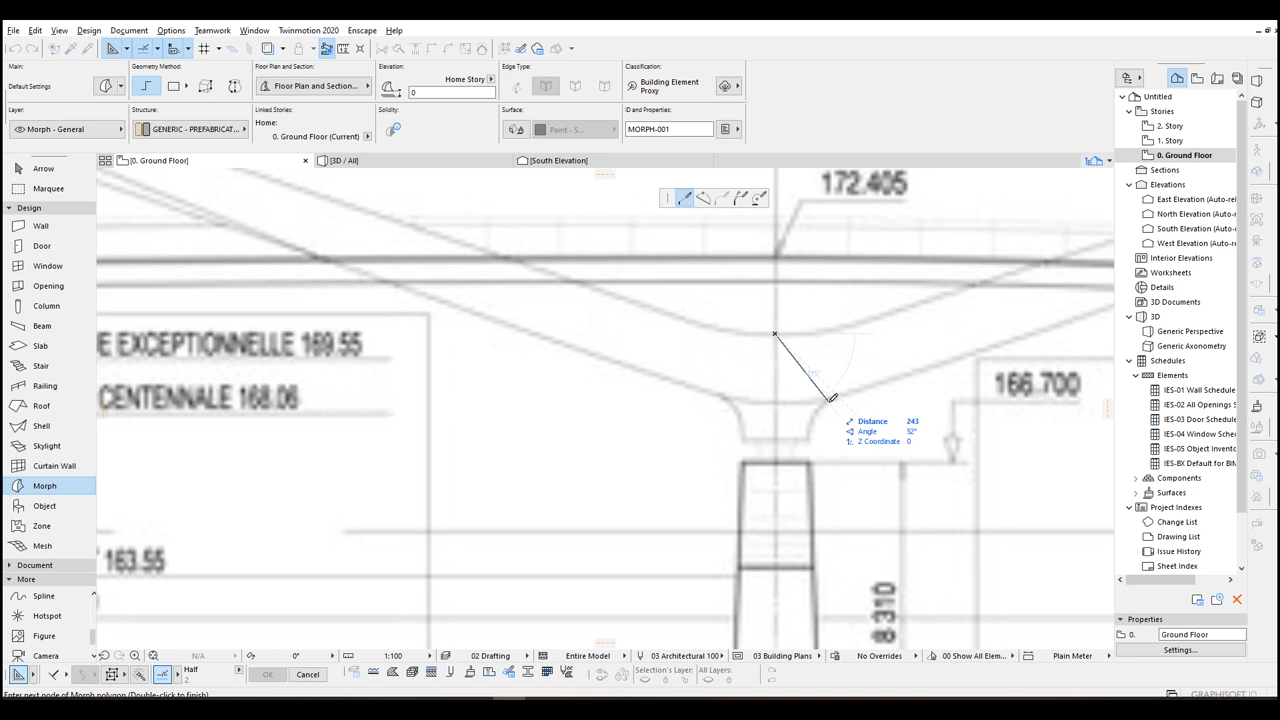 File Edit View Design Document Options Teamwork Window Twinmotion 2020 Enscape Help
Main: Geometry Method: Floor Plan and Section: Elevation: Edge Type: Classification:
Default Settings Floor Plan and Section... Home Story 0 Building Element Proxy
Layer: Structure: Linked Stories: Solidity: Surface: ID and Properties:
Morph - General GENERIC - PREFABRICAT... Home: 0. Ground Floor (Current) Paint - S... MORPH-001
[0. Ground Floor] [3D / All] [South Elevation]
Arrow
Marquee
Design
Wall
Door
Window
Opening
Column
Beam
Slab
Stair
Railing
Roof
Shell
Skylight
Curtain Wall
Morph
Object
Zone
Mesh
Document
More
Spline
Hotspot
Figure
Camera
172.405
E EXCEPTIONNELLE 169.55
CENTENNALE 168.06
166.700
163.55
8 310
Distance 243
Angle 52°
Z Coordinate 0
Untitled
Stories
2. Story
1. Story
0. Ground Floor
Sections
Elevations
East Elevation (Auto-re
North Elevation (Auto-r
South Elevation (Auto-r
West Elevation (Auto-re
Interior Elevations
Worksheets
Details
3D Documents
3D
Generic Perspective
Generic Axonometry
Schedules
Elements
IES-01 Wall Schedule
IES-02 All Openings S
IES-03 Door Schedule
IES-04 Window Sche
IES-05 Object Invento
IES-BX Default for BIM
Components
Surfaces
Project Indexes
Change List
Drawing List
Issue History
Sheet Index
Properties
0. Ground Floor
Settings...
N/A 0° 1:100 02 Drafting Entire Model 03 Architectural 100 03 Building Plans No Overrides 00 Show All Elem... Plain Meter
Half 2 OK Cancel Selection's Layer: All Layers:
Enter next node of Morph polygon (Double-click to finish)
GRAPHISOFT ID